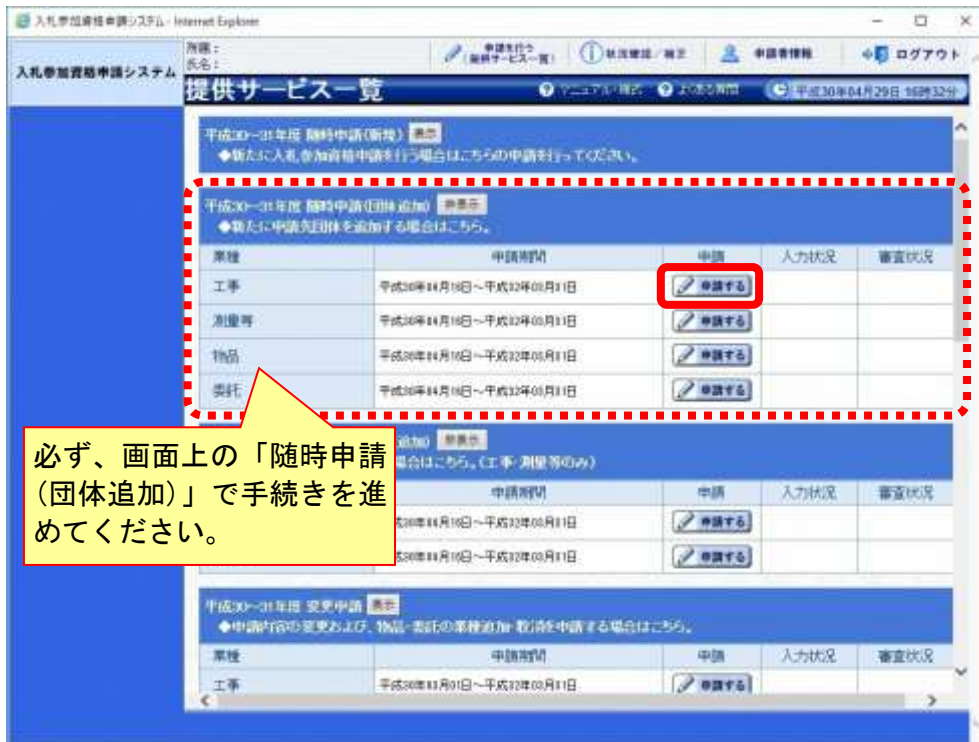 入札参加資格申請システム - Internet Explorer
入札参加資格申請システム
所属：
氏名：
申請を行う
(提供サービス一覧)
状況確認／補正
申請者情報
ログアウト
提供サービス一覧
マニュアル・様式
よくある質問
平成30年04月29日 16時32分
平成30～31年度 随時申請(新規) 表示
◆新たに入札参加資格申請を行う場合はこちらの申請を行ってください。
平成30～31年度 随時申請(団体追加) 非表示
◆新たに申請先団体を追加する場合はこちら。
業種 申請期間 申請 入力状況 審査状況
工事 平成30年04月16日～平成32年03月31日 申請する
測量等 平成30年04月16日～平成32年03月31日 申請する
物品 平成30年04月16日～平成32年03月31日 申請する
委託 平成30年04月16日～平成32年03月31日 申請する
必ず、画面上の「随時申請
(団体追加)」で手続きを進
めてください。
追加) 非表示
場合はこちら。(工事・測量等のみ)
申請期間 申請 入力状況 審査状況
成30年04月16日～平成32年03月31日 申請する
成30年04月16日～平成32年03月31日 申請する
平成30～31年度 変更申請 表示
◆申請内容の変更および、物品・委託の業種追加・取消を申請する場合はこちら。
業種 申請期間 申請 入力状況 審査状況
工事 申請する